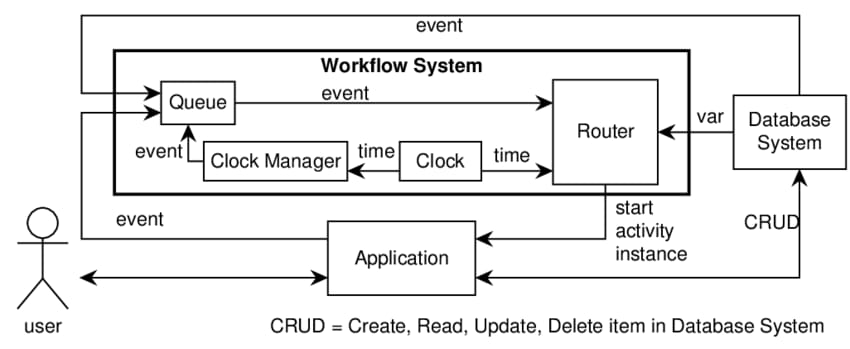 event
Workflow System
Queue
event
Router
var
Database
System
event
Clock Manager
time
Clock
time
event
start
activity
instance
CRUD
Application
user
CRUD = Create, Read, Update, Delete item in Database System